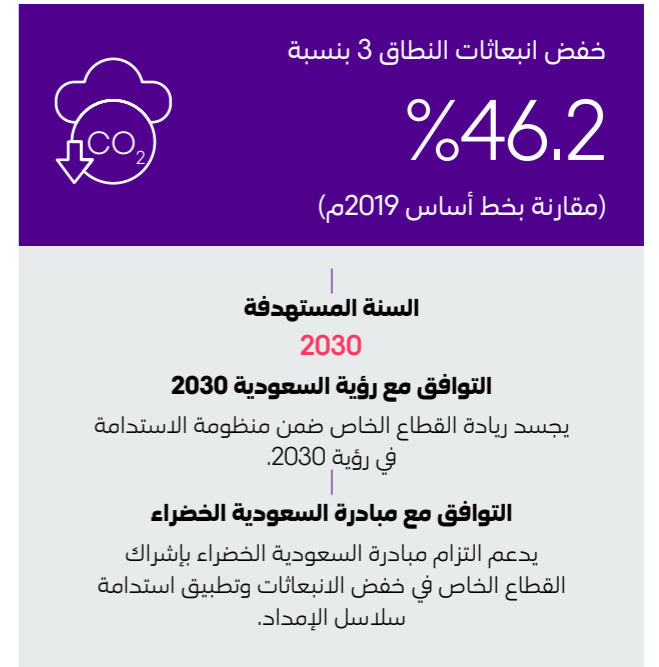 خفض انبعاثات النطاق 3 بنسبة
%46.2
CO2
(مقارنة بخط أساس 2019م)
السنة المستهدفة
2030
التوافق مع رؤية السعودية 2030
يجسد ريادة القطاع الخاص ضمن منظومة الاستدامة
في رؤية 2030.
التوافق مع مبادرة السعودية الخضراء
يدعم التزام مبادرة السعودية الخضراء بإشراك
القطاع الخاص في خفض الانبعاثات وتطبيق استدامة
سلاسل الإمداد.